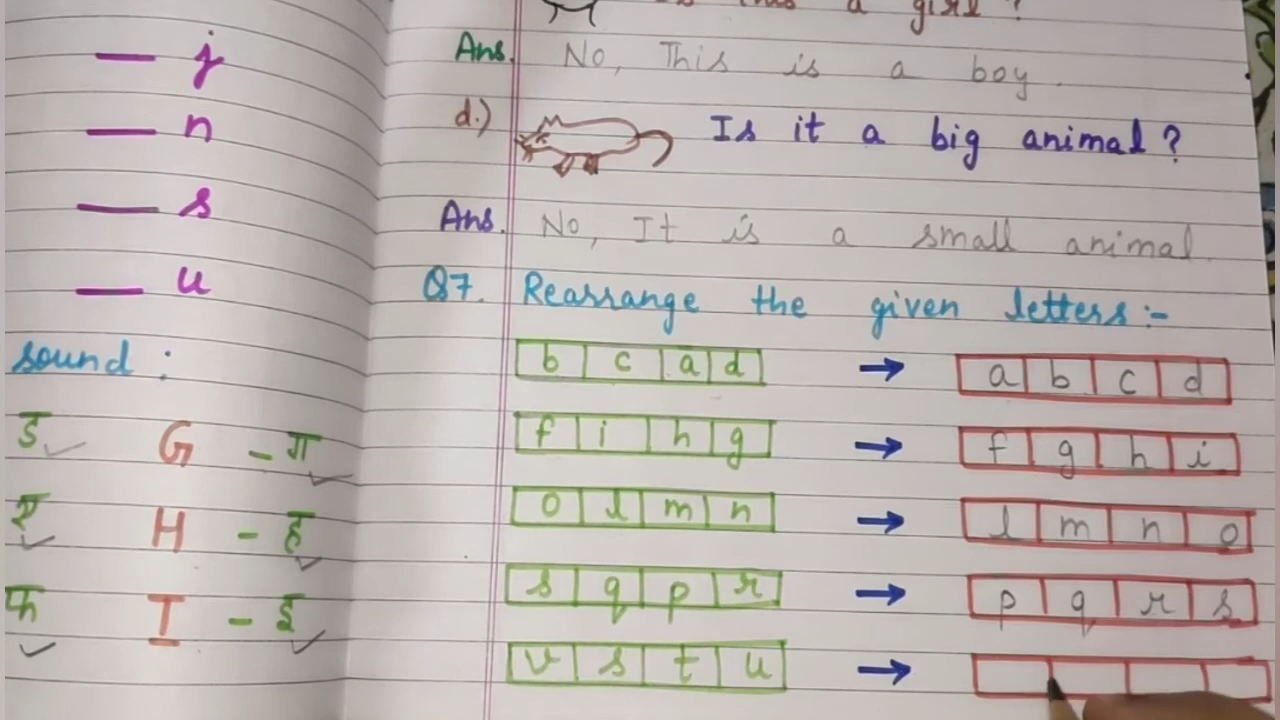 — j
— n
— s
— u
sound :
ड G - ग
ए H - ह
फ I - ई
a girl ?
Ans. No, This is a boy.
d.) Is it a big animal ?
Ans. No, It is a small animal.
Q7. Rearrange the given letters :-
b c a d → a b c d
f i h g → f g h i
o l m n → l m n o
s q p r → p q r s
v s t u →